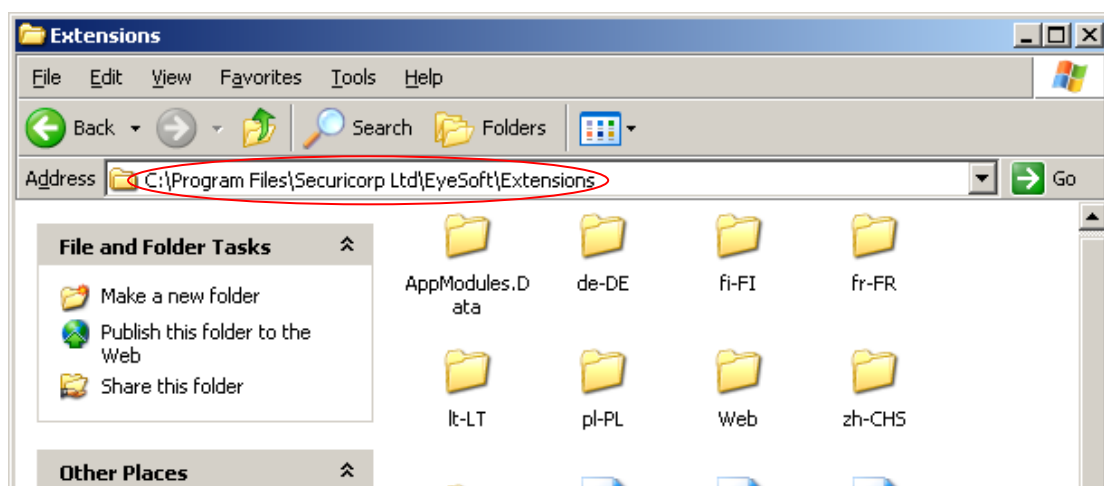 Extensions
File Edit View Favorites Tools Help
Back Search Folders
Address C:\Program Files\Securicorp Ltd\EyeSoft\Extensions Go
File and Folder Tasks
Make a new folder
Publish this folder to the
Web
Share this folder
Other Places
AppModules.D
ata
de-DE
fi-FI
fr-FR
lt-LT
pl-PL
Web
zh-CHS